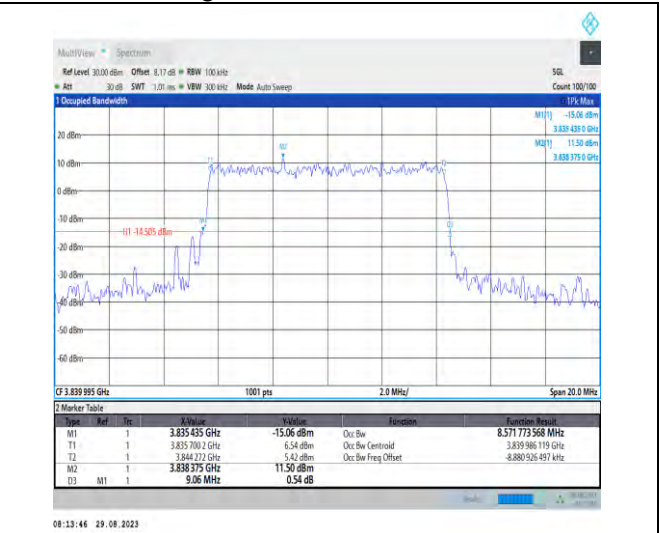 MultiView Spectrum
Ref Level 30.00 dBm Offset 8.17 dB RBW 100 kHz SGL
Att 30 dB SWT 1.01 ms VBW 300 kHz Mode Auto Sweep Count 100/100
1 Occupied Bandwidth 1Pk Max
M1[1] -15.06 dBm
3.835 435 0 GHz
M2[1] 11.50 dBm
3.838 375 0 GHz
20 dBm
M2
T1
10 dBm
0 dBm
-10 dBm
M1
D3
H1 -14.505 dBm
-20 dBm
-30 dBm
-40 dBm
-50 dBm
-60 dBm
CF 3.839 995 GHz 1001 pts 2.0 MHz/ Span 20.0 MHz
2 Marker Table
Type Ref Trc X-Value Y-Value Function Function Result
M1 1 3.835 435 GHz -15.06 dBm Occ Bw 8.571 773 568 MHz
T1 1 3.835 700 2 GHz 6.54 dBm Occ Bw Centroid 3.839 986 119 GHz
T2 1 3.844 272 GHz 5.42 dBm Occ Bw Freq Offset -8.880 926 497 kHz
M2 1 3.838 375 GHz 11.50 dBm
D3 M1 1 9.06 MHz 0.54 dB
08:13:46 29.08.2023